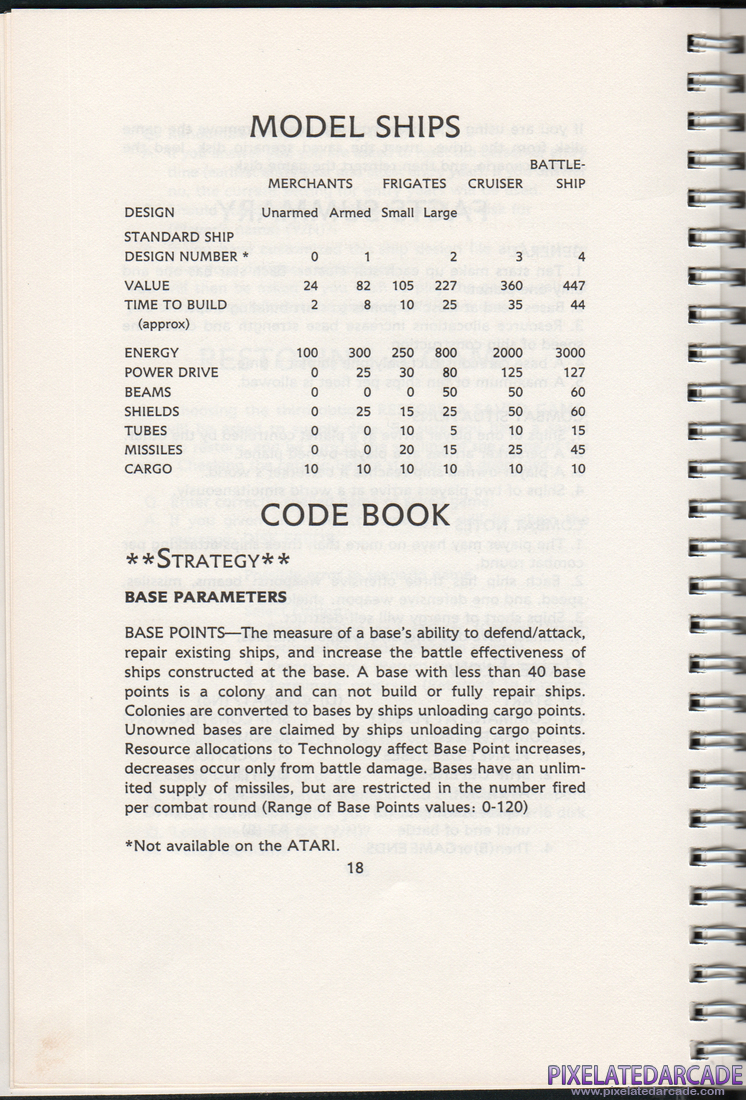 MODEL SHIPS
BATTLE-
MERCHANTS FRIGATES CRUISER SHIP
DESIGN Unarmed Armed Small Large
STANDARD SHIP
DESIGN NUMBER * 0 1 2 3 4
VALUE 24 82 105 227 360 447
TIME TO BUILD 2 8 10 25 35 44
(approx)
ENERGY 100 300 250 800 2000 3000
POWER DRIVE 0 25 30 80 125 127
BEAMS 0 0 0 50 50 60
SHIELDS 0 25 15 25 50 60
TUBES 0 0 10 5 10 15
MISSILES 0 0 10 15 25 45
CARGO 10 10 10 10 10 10
CODE BOOK
**STRATEGY**
BASE PARAMETERS
BASE POINTS—The measure of a base's ability to defend/attack,
repair existing ships, and increase the battle effectiveness of
ships constructed at the base. A base with less than 40 base
points is a colony and can not build or fully repair ships.
Colonies are converted to bases by ships unloading cargo points.
Unowned bases are claimed by ships unloading cargo points.
Resource allocations to Technology affect Base Point increases,
decreases occur only from battle damage. Bases have an unlim-
ited supply of missiles, but are restricted in the number fired
per combat round (Range of Base Points values: 0-120)
*Not available on the ATARI.
18
PIXELATEDARCADE
www.pixelatedarcade.com